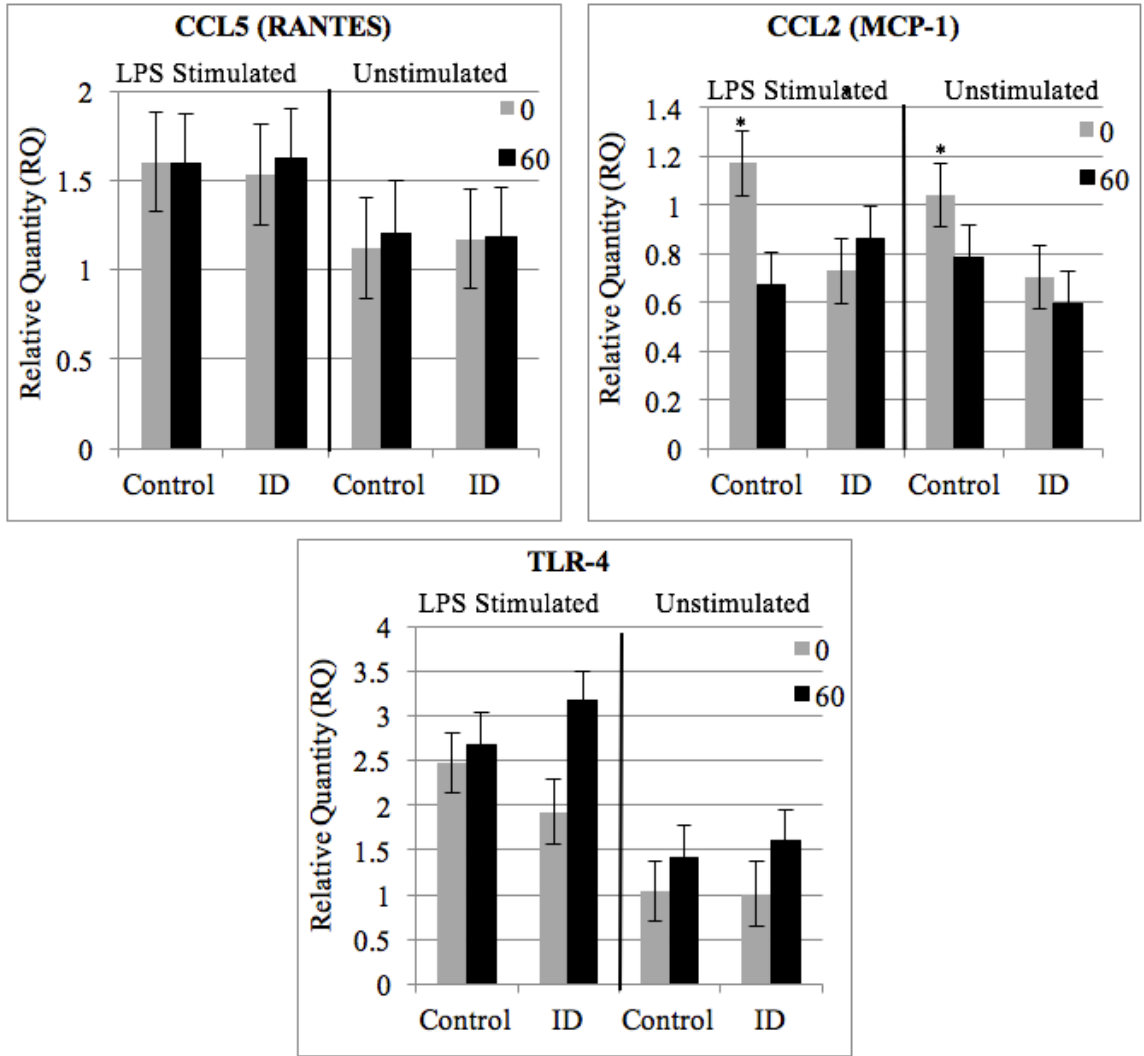 CCL5 (RANTES)
LPS Stimulated Unstimulated
2
1.5
1
0.5
0
Relative Quantity (RQ)
0
60
Control ID Control ID
CCL2 (MCP-1)
LPS Stimulated Unstimulated
1.4
1.2
1
0.8
0.6
0.4
0.2
0
Relative Quantity (RQ)
* *
0
60
Control ID Control ID
TLR-4
LPS Stimulated Unstimulated
4
3.5
3
2.5
2
1.5
1
0.5
0
Relative Quantity (RQ)
0
60
Control ID Control ID